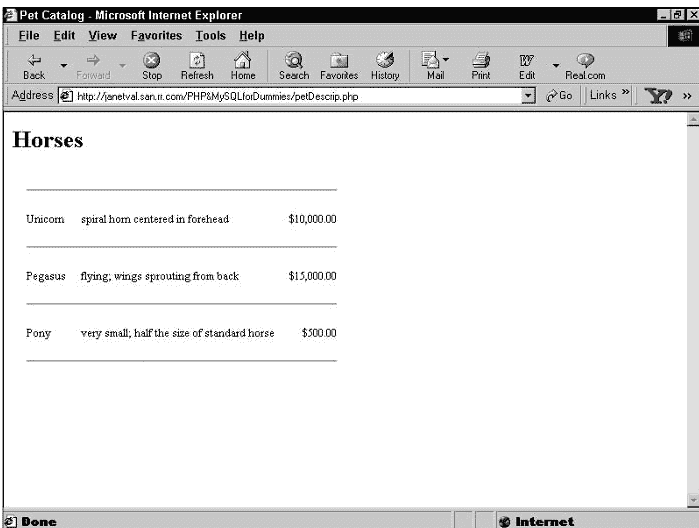 Pet Catalog - Microsoft Internet Explorer
File Edit View Favorites Tools Help
Back Forward Stop Refresh Home Search Favorites History Mail Print Edit Real.com
Address http://janetval.san.rr.com/PHP&MySQLforDummies/petDescrip.php Go Links » Y! »
Horses
Unicorn spiral horn centered in forehead $10,000.00
Pegasus flying; wings sprouting from back $15,000.00
Pony very small; half the size of standard horse $500.00
Done Internet